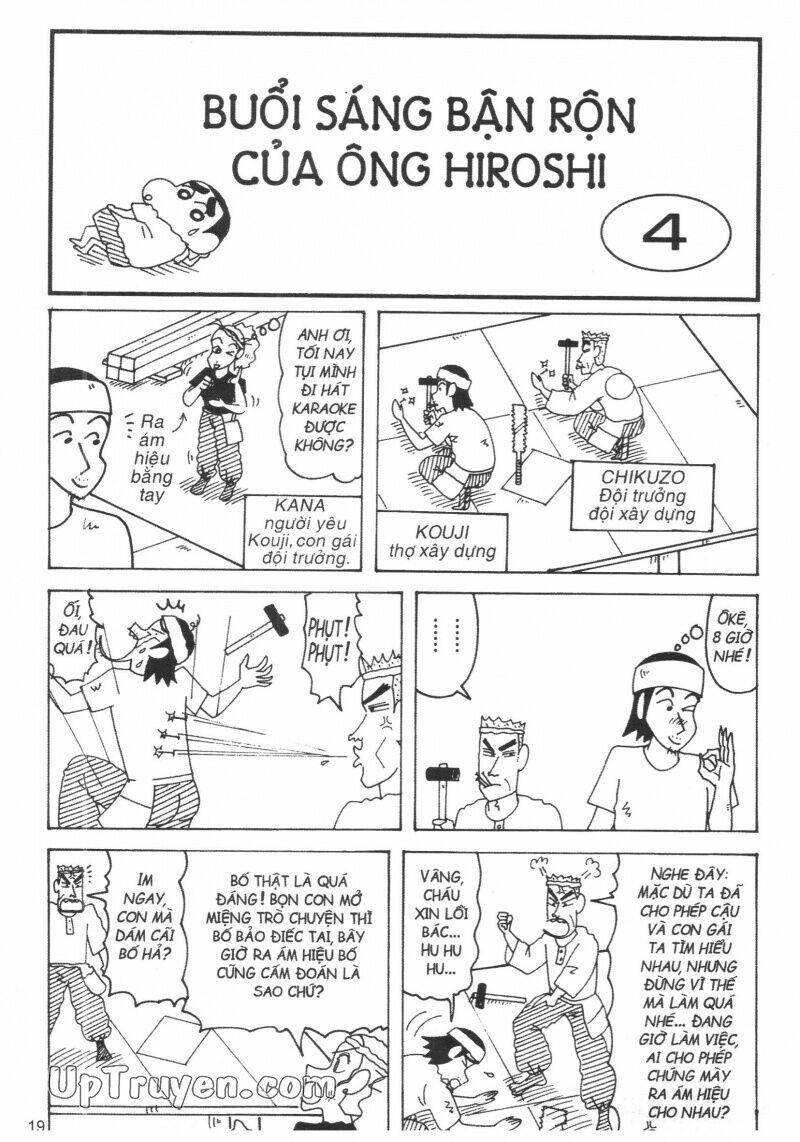 BUỔI SÁNG BẬN RỘN
CỦA ÔNG HIROSHI
4
CHIKUZO
Đội trưởng
đội xây dựng
KOUJI
thợ xây dựng
ANH ƠI,
TỐI NAY
TỤI MÌNH
ĐI HÁT
KARAOKE
ĐƯỢC
KHÔNG?
Ra
ám
hiệu
bằng
tay
KANA
người yêu
Kouji, con gái
đội trưởng.
ÔKÊ,
8 GIỜ
NHÉ!
......
......
PHỤT!
PHỤT!
ỐI,
ĐAU
QUÁ!
NGHE ĐÂY:
MẶC DÙ TA ĐÃ
CHO PHÉP CẬU
VÀ CON GÁI
TA TÌM HIỂU
NHAU, NHƯNG
ĐỪNG VÌ THẾ
MÀ LÀM QUÁ
NHÉ... ĐANG
GIỜ LÀM VIỆC,
AI CHO PHÉP
CHÚNG MÀY
RA ÁM HIỆU
CHO NHAU?
VÂNG,
CHÁU
XIN LỖI
BÁC...
HU HU
HU...
BỐ THẬT LÀ QUÁ
ĐÁNG! BỌN CON MỞ
MIỆNG TRÒ CHUYỆN THÌ
BỐ BẢO ĐIẾC TAI, BÂY
GIỜ RA ÁM HIỆU BỐ
CŨNG CẤM ĐOÁN LÀ
SAO CHỨ?
IM
NGAY,
CON MÀ
DÁM CÃI
BỐ HẢ?
UpTruyen.com
19